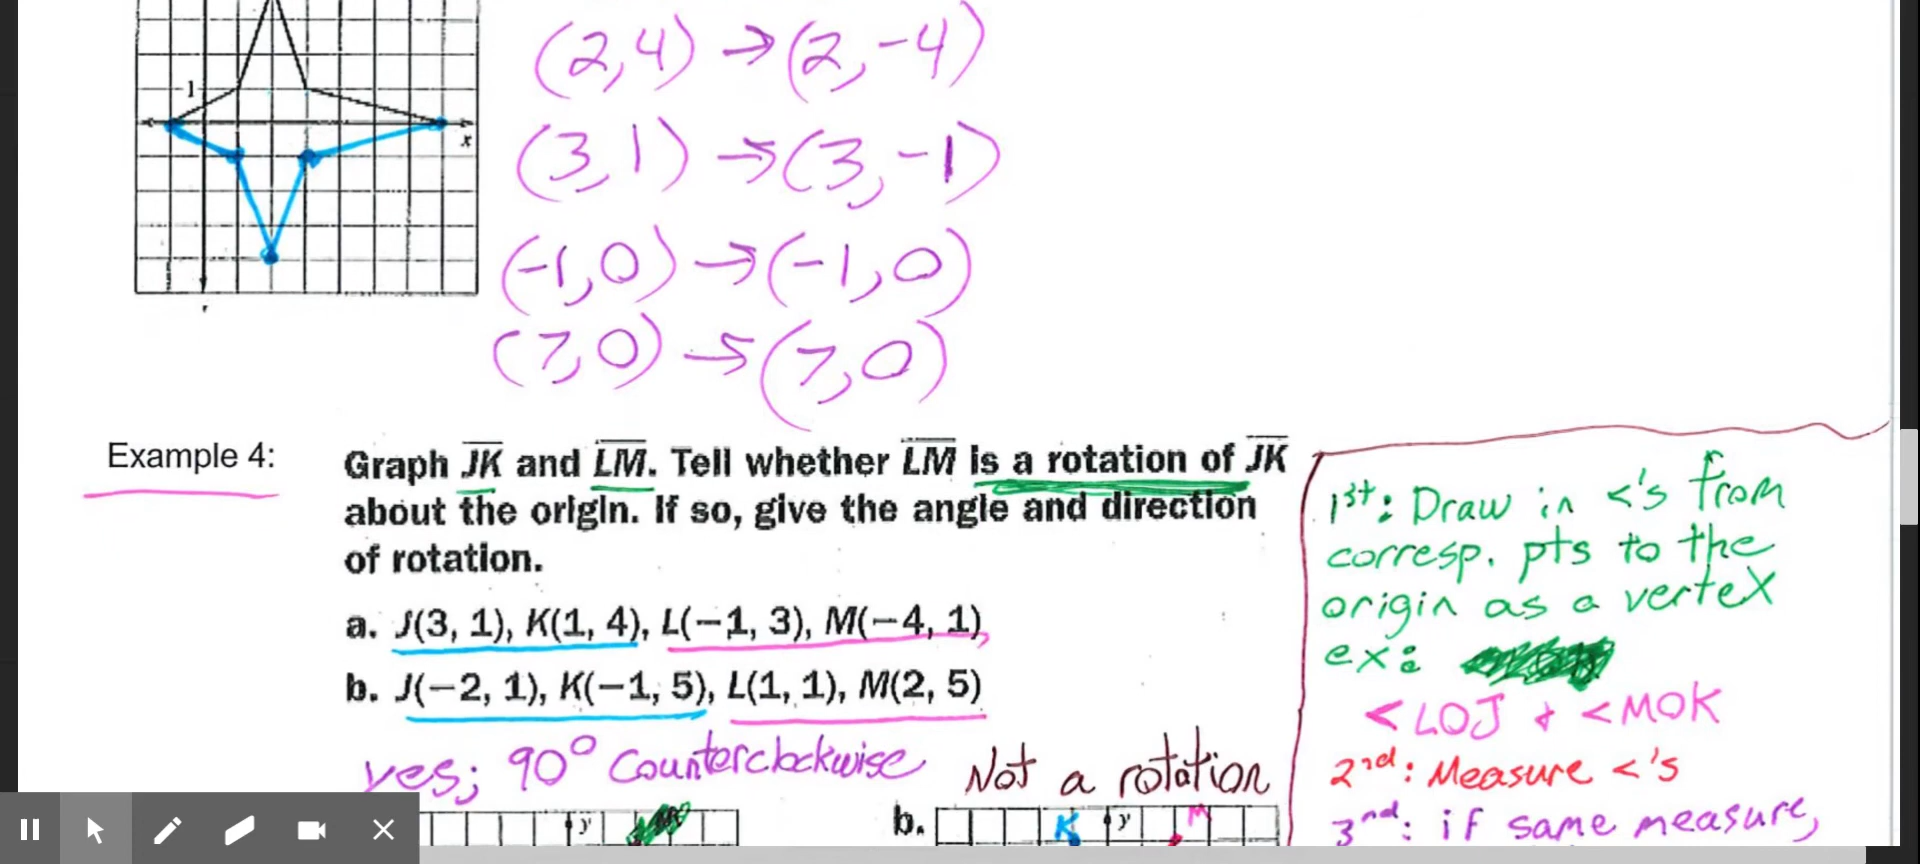 (2,4) → (2,-4)
1
x
(3,1) → (3,-1)
(-1,0) → (-1,0)
(7,0) → (7,0)
Example 4:
Graph JK and LM. Tell whether LM is a rotation of JK
about the origin. If so, give the angle and direction
of rotation.
a. J(3, 1), K(1, 4), L(−1, 3), M(−4, 1)
b. J(−2, 1), K(−1, 5), L(1, 1), M(2, 5)
yes; 90° Counterclockwise
Not a rotation
y
b.
K
y
M
1st: Draw in <'s from
corresp. pts to the
origin as a vertex
ex:
<LOJ + <MOK
2nd: Measure <'s
3rd: if same measure,